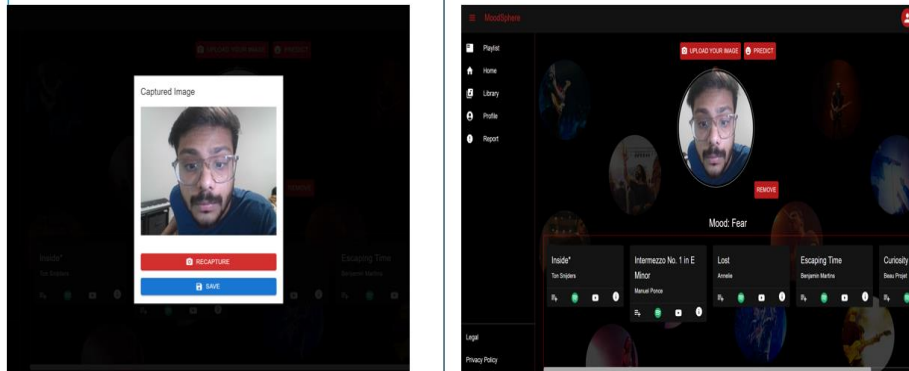 UPLOAD YOUR IMAGE
PREDICT
Captured Image
REMOVE
RECAPTURE
SAVE
Inside*
Ton Snijders
Escaping Time
Benjamin Martins
MoodSphere
UPLOAD YOUR IMAGE
PREDICT
Playlist
Home
Library
Profile
Report
REMOVE
Mood: Fear
Inside*
Ton Snijders
Intermezzo No. 1 in E
Minor
Manuel Ponce
Lost
Annelie
Escaping Time
Benjamin Martins
Curiosity
Beau Projet
Legal
Privacy Policy